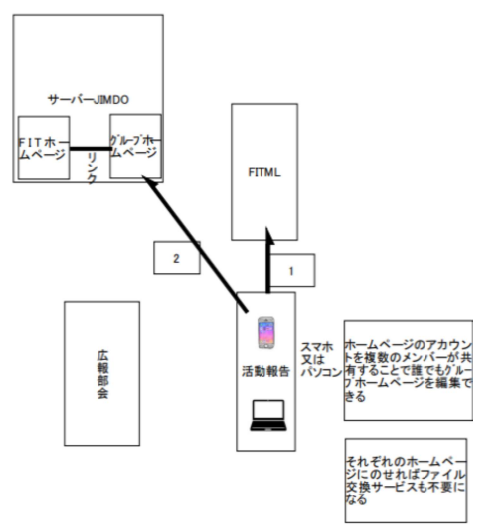 サーバーJIMDO
FITホー
ムページ
リンク
グループホー
ムページ
FITML
2
1
広報部会
活動報告
スマホ
又は
パソコン
ホームページのアカウン
トを複数のメンバーが共
有することで誰でもグルー
プホームページを編集で
きる
それぞれのホームペー
ジにのせればファイル
交換サービスも不要に
なる